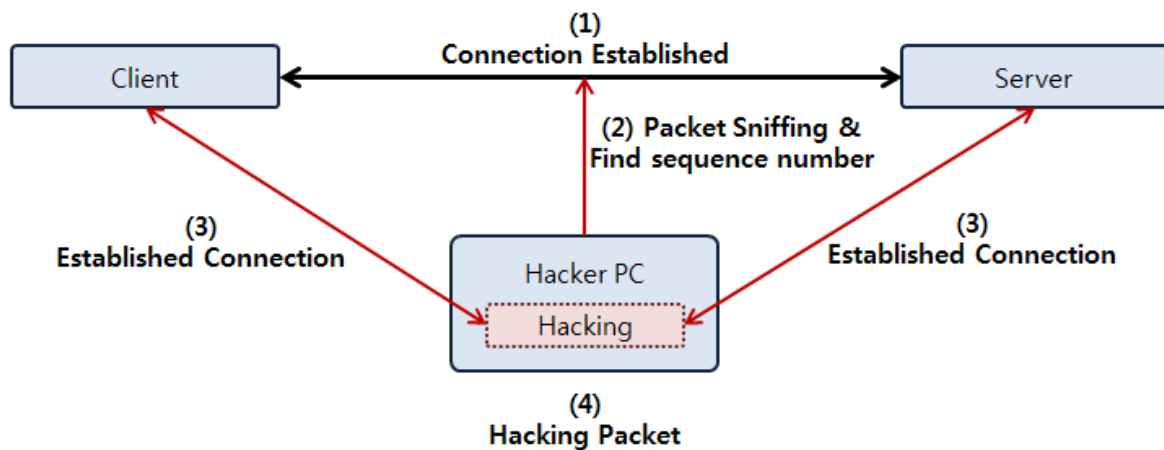 (1)
Connection Established
Client
Server
(2) Packet Sniffing &
Find sequence number
(3)
Established Connection
(3)
Established Connection
Hacker PC
Hacking
(4)
Hacking Packet